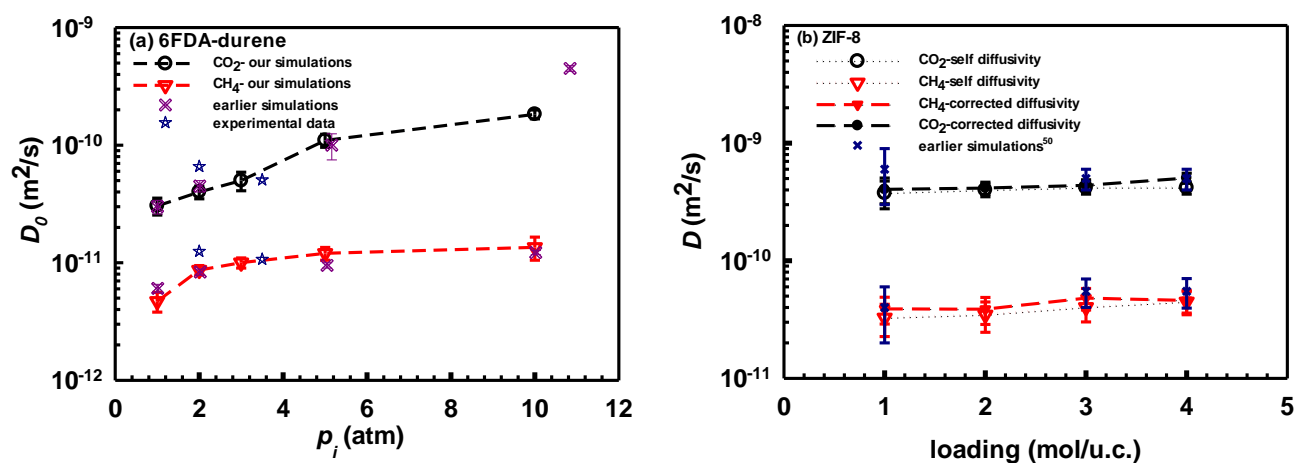 (a) 6FDA-durene
CO2- our simulations
CH4- our simulations
earlier simulations
experimental data
10-9
10-10
10-11
10-12
D0 (m2/s)
0 2 4 6 8 10 12
pi (atm)
(b) ZIF-8
CO2-self diffusivity
CH4-self diffusivity
CH4-corrected diffusivity
CO2-corrected diffusivity
earlier simulations50
10-8
10-9
10-10
10-11
D (m2/s)
0 1 2 3 4 5
loading (mol/u.c.)